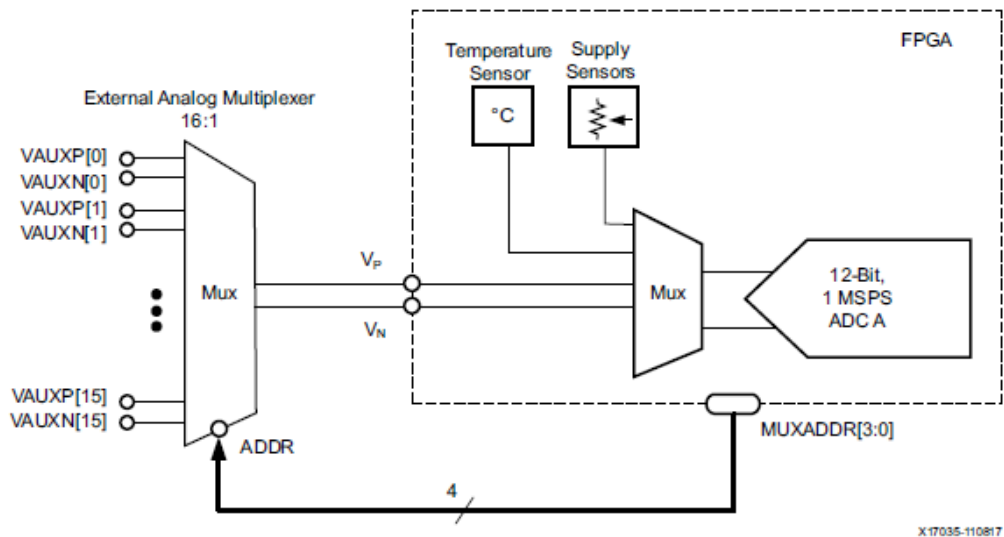 FPGA
Temperature
Sensor
Supply
Sensors
°C
External Analog Multiplexer
16:1
VAUXP[0]
VAUXN[0]
VAUXP[1]
VAUXN[1]
Mux
VP
VN
Mux
12-Bit,
1 MSPS
ADC A
VAUXP[15]
VAUXN[15]
ADDR
MUXADDR[3:0]
4
X17035-110817